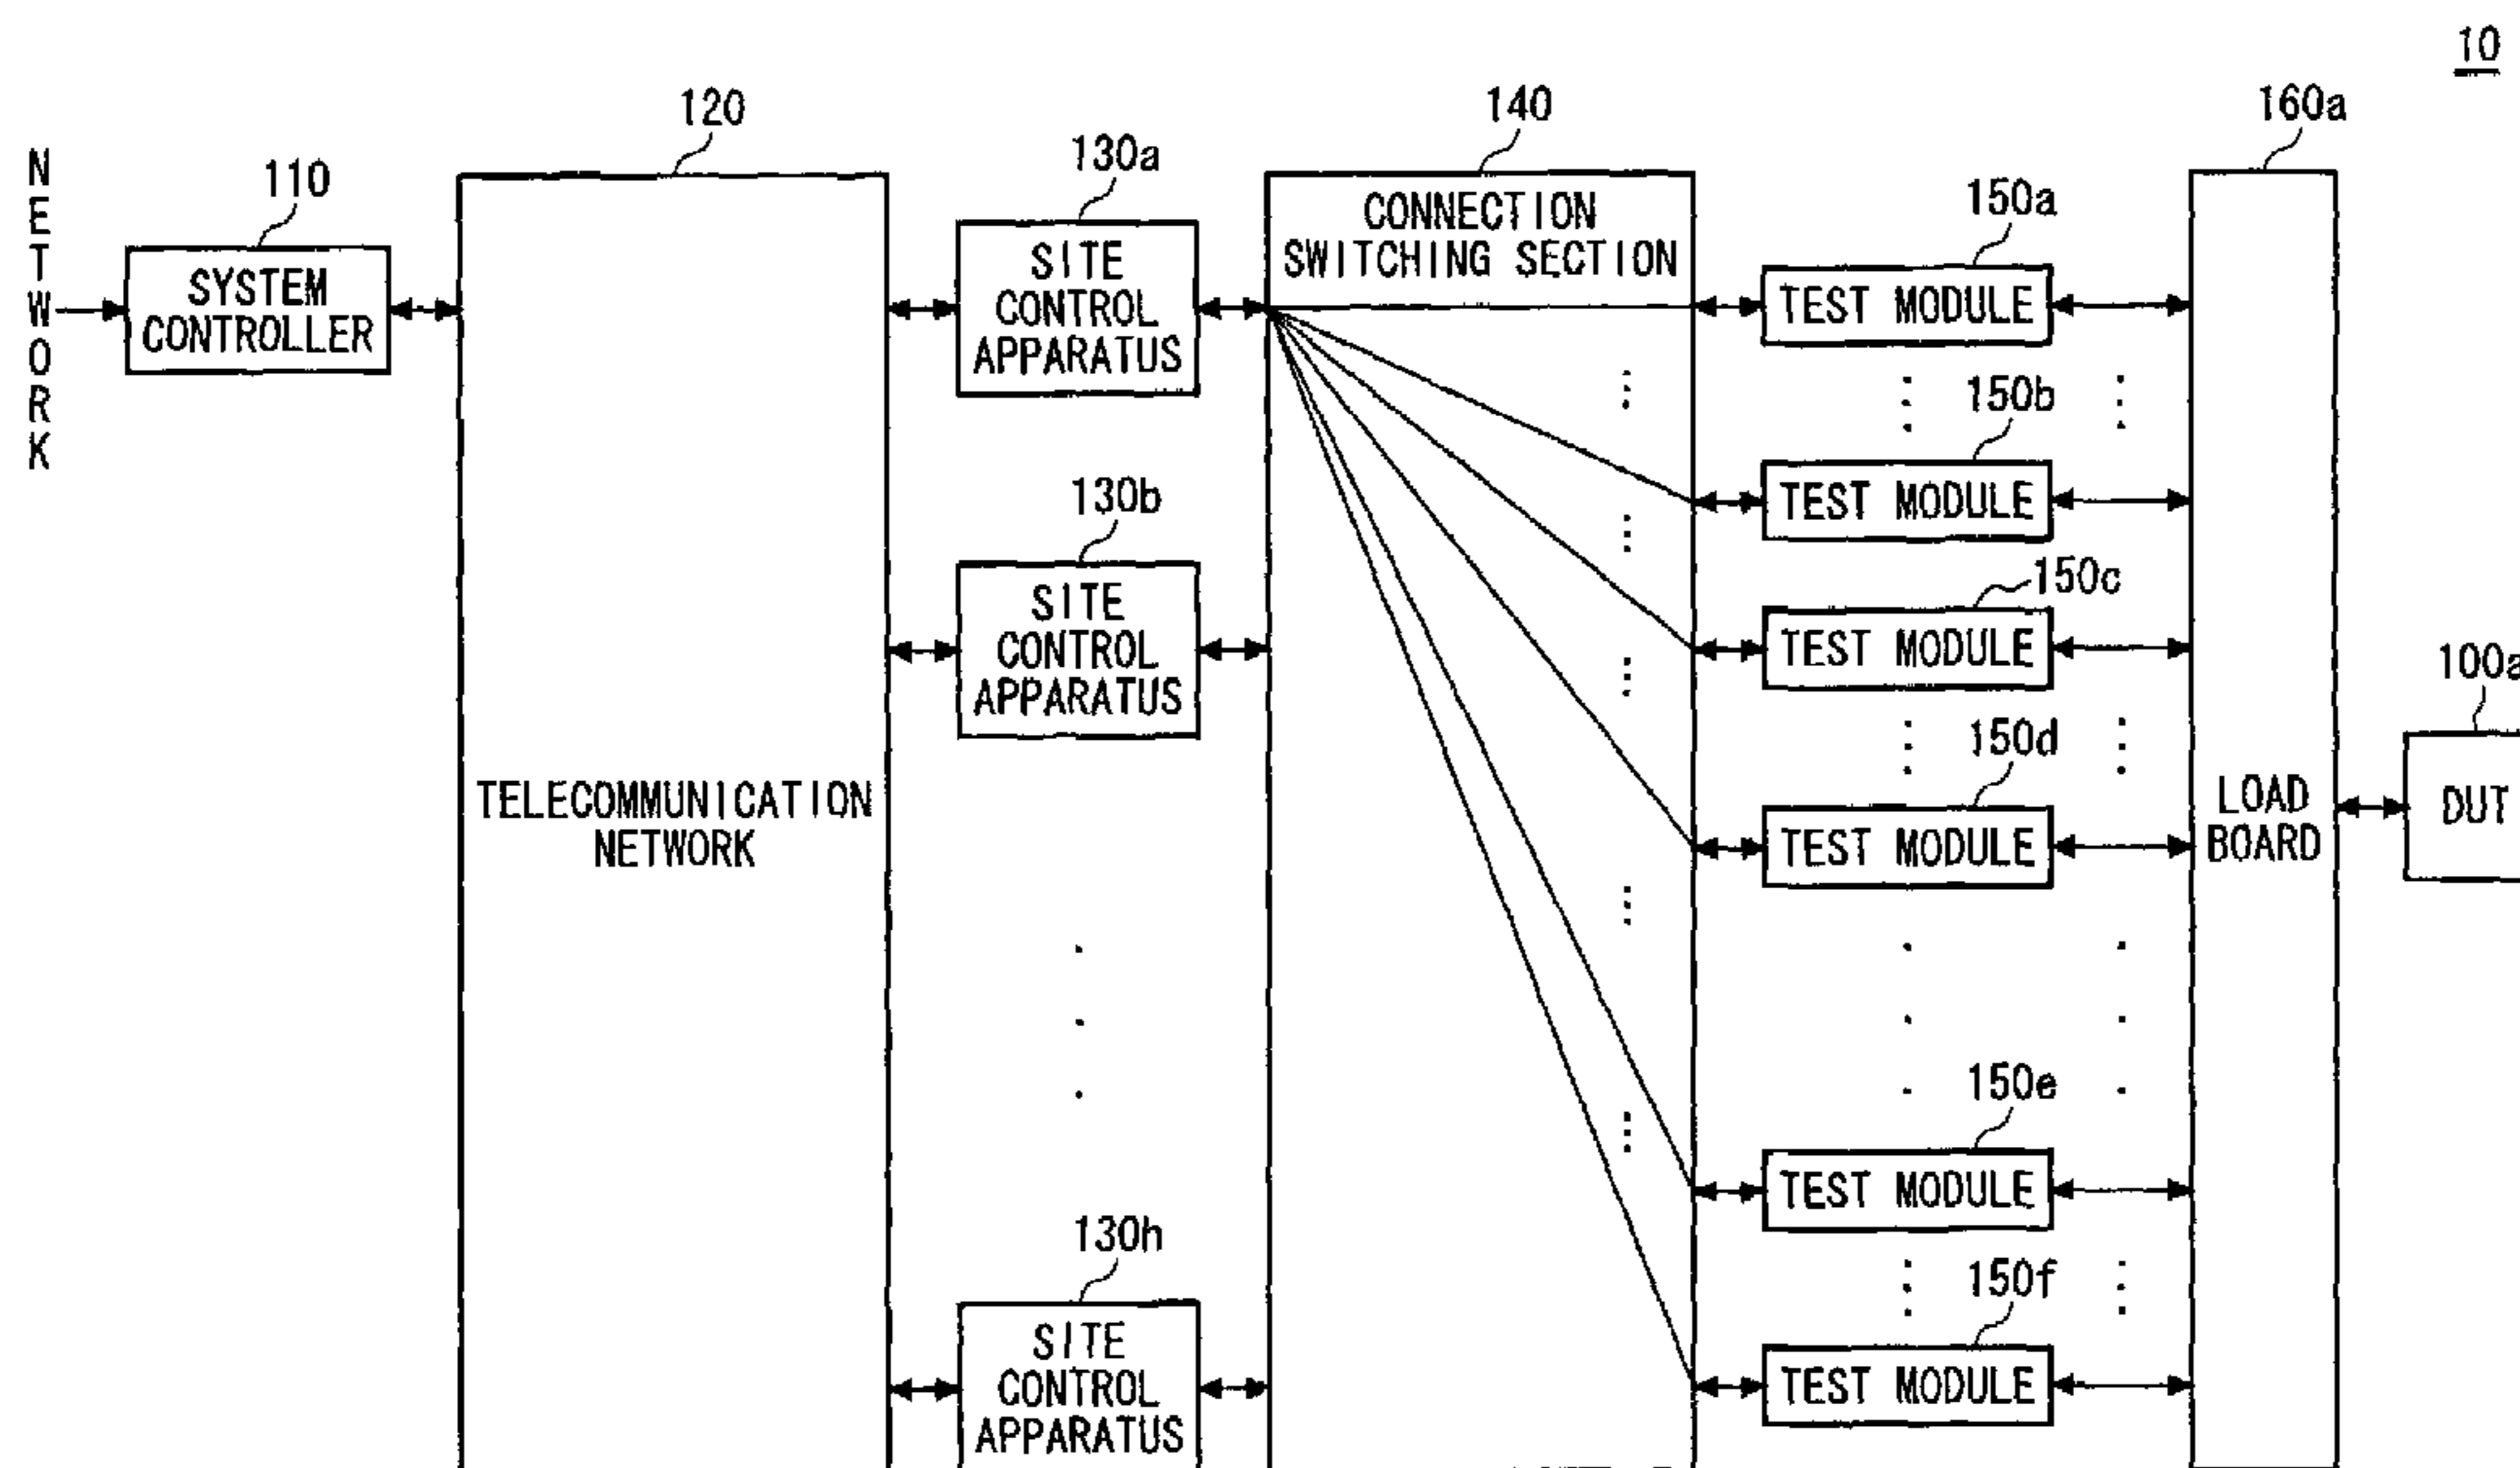 10
120
140
160a
130a
110
150a
NETWORK
SYSTEM
CONTROLLER
SITE
CONTROL
APPARATUS
CONNECTION
SWITCHING SECTION
TEST MODULE
150b
TEST MODULE
130b
SITE
CONTROL
APPARATUS
150c
TEST MODULE
100a
150d
TEST MODULE
TELECOMMUNICATION
NETWORK
LOAD
BOARD
DUT
150e
TEST MODULE
130h
SITE
CONTROL
APPARATUS
150f
TEST MODULE